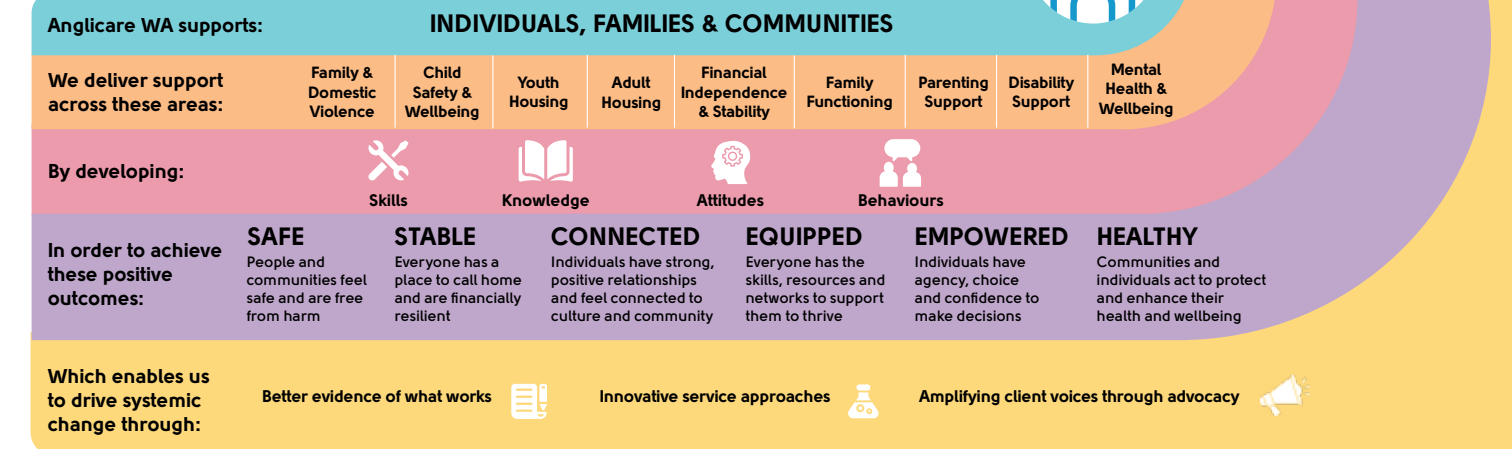 Anglicare WA supports:
INDIVIDUALS, FAMILIES & COMMUNITIES
We deliver support
across these areas:
Family &
Domestic
Violence
Child
Safety &
Wellbeing
Youth
Housing
Adult
Housing
Financial
Independence
& Stability
Family
Functioning
Parenting
Support
Disability
Support
Mental
Health &
Wellbeing
By developing:
Skills
Knowledge
Attitudes
Behaviours
In order to achieve
these positive
outcomes:
SAFE
People and
communities feel
safe and are free
from harm
STABLE
Everyone has a
place to call home
and are financially
resilient
CONNECTED
Individuals have strong,
positive relationships
and feel connected to
culture and community
EQUIPPED
Everyone has the
skills, resources and
networks to support
them to thrive
EMPOWERED
Individuals have
agency, choice
and confidence to
make decisions
HEALTHY
Communities and
individuals act to protect
and enhance their
health and wellbeing
Which enables us
to drive systemic
change through:
Better evidence of what works
Innovative service approaches
Amplifying client voices through advocacy